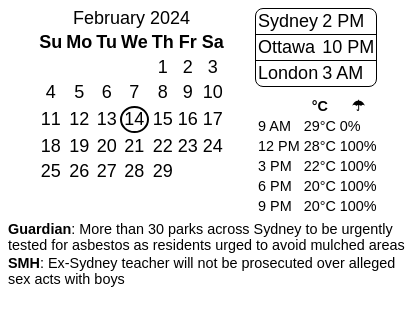 February 2024
Su Mo Tu We Th Fr Sa
1 2 3
4 5 6 7 8 9 10
11 12 13 14 15 16 17
18 19 20 21 22 23 24
25 26 27 28 29
Sydney 2 PM
Ottawa 10 PM
London 3 AM
°C ☂
9 AM 29°C 0%
12 PM 28°C 100%
3 PM 22°C 100%
6 PM 20°C 100%
9 PM 20°C 100%
Guardian: More than 30 parks across Sydney to be urgently
tested for asbestos as residents urged to avoid mulched areas
SMH: Ex-Sydney teacher will not be prosecuted over alleged
sex acts with boys